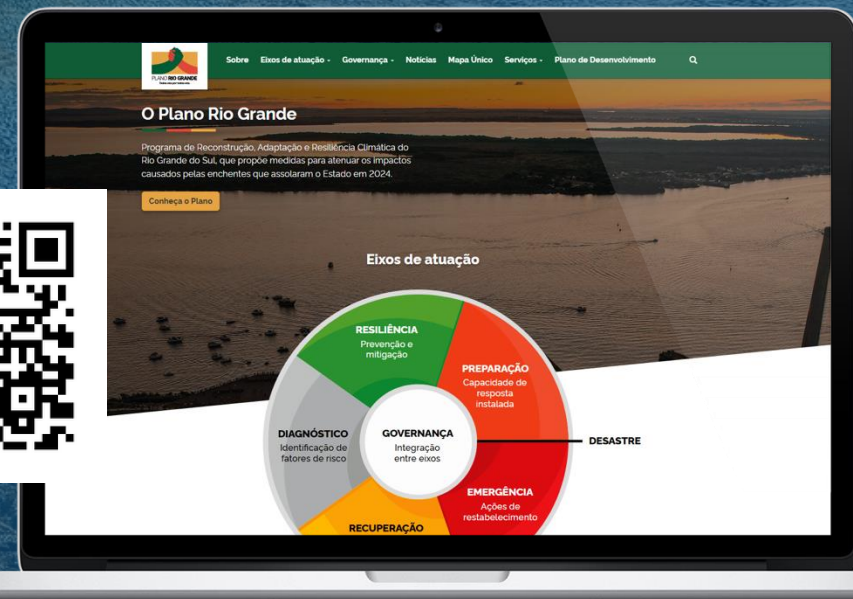 PLANO RIO GRANDE
Sobre
Eixos de atuação
Governança
Notícias
Mapa Único
Serviços
Plano de Desenvolvimento
O Plano Rio Grande
Programa de Reconstrução, Adaptação e Resiliência Climática do
Rio Grande do Sul, que propõe medidas para atenuar os impactos
causados pelas enchentes que assolaram o Estado em 2024.
Conheça o Plano
Eixos de atuação
RESILIÊNCIA
Prevenção e
mitigação
PREPARAÇÃO
Capacidade de
resposta
instalada
DIAGNÓSTICO
Identificação de
fatores de risco
GOVERNANÇA
Integração
entre eixos
DESASTRE
EMERGÊNCIA
Ações de
restabelecimento
RECUPERAÇÃO